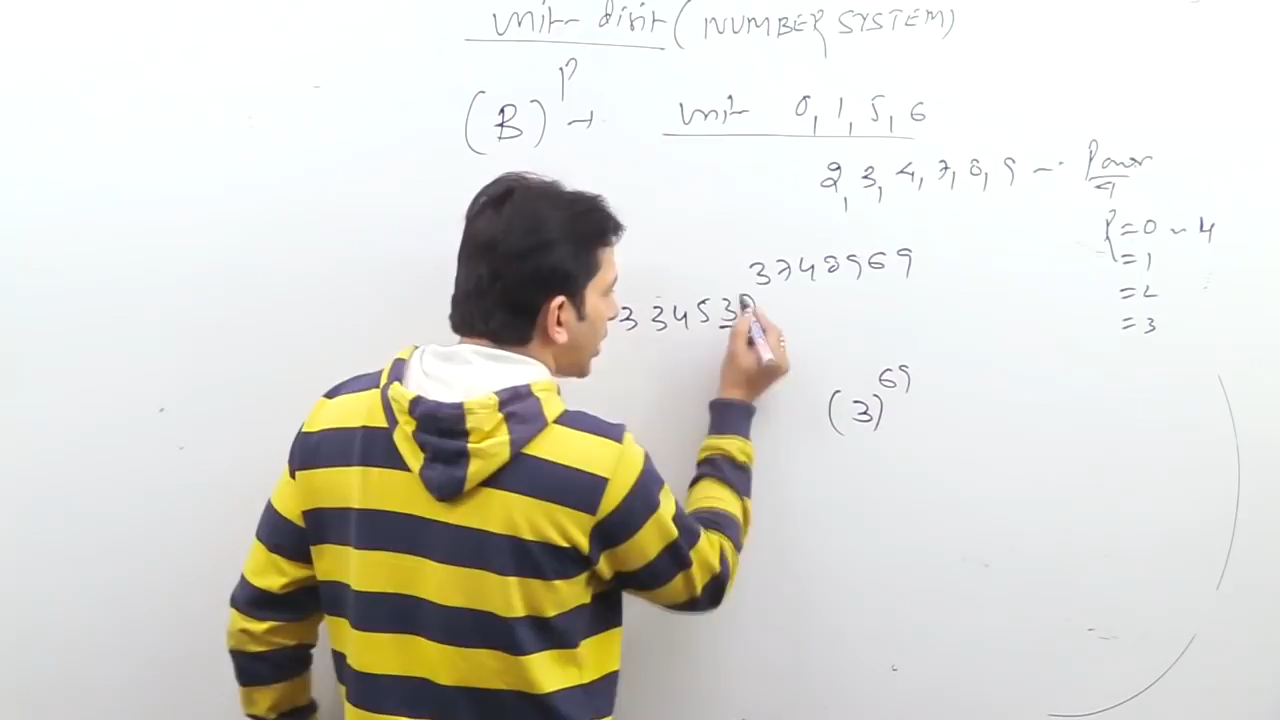 unit digit (NUMBER SYSTEM)
(B)^P → unit 0, 1, 5, 6
2, 3, 4, 7, 8, 9 — Power
4
R=0 ~ 4
=1
=2
=3
3748969
33453
(3)^69